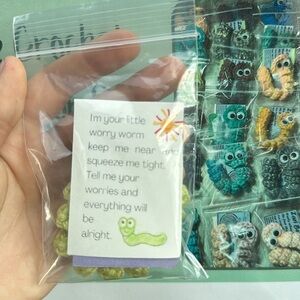 Crochet
I'm your little
worry worm
keep me near and
squeeze me tight.
Tell me your
worries and
everything will
be
alright.